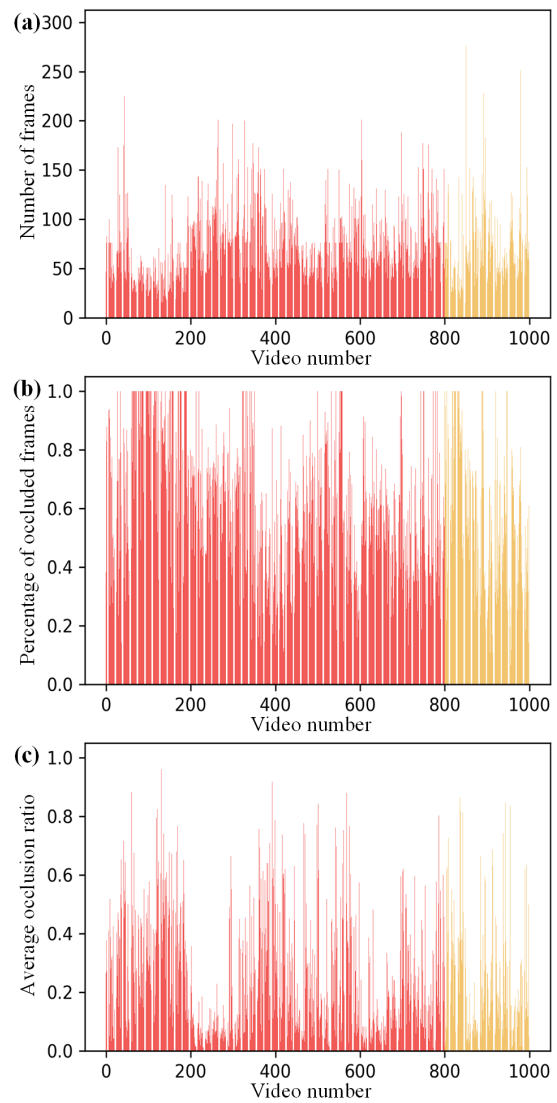 (a)
Number of frames
300
250
200
150
100
50
0
0 200 400 600 800 1000
Video number
(b)
Percentage of occluded frames
1.0
0.8
0.6
0.4
0.2
0.0
0 200 400 600 800 1000
Video number
(c)
Average occlusion ratio
1.0
0.8
0.6
0.4
0.2
0.0
0 200 400 600 800 1000
Video number